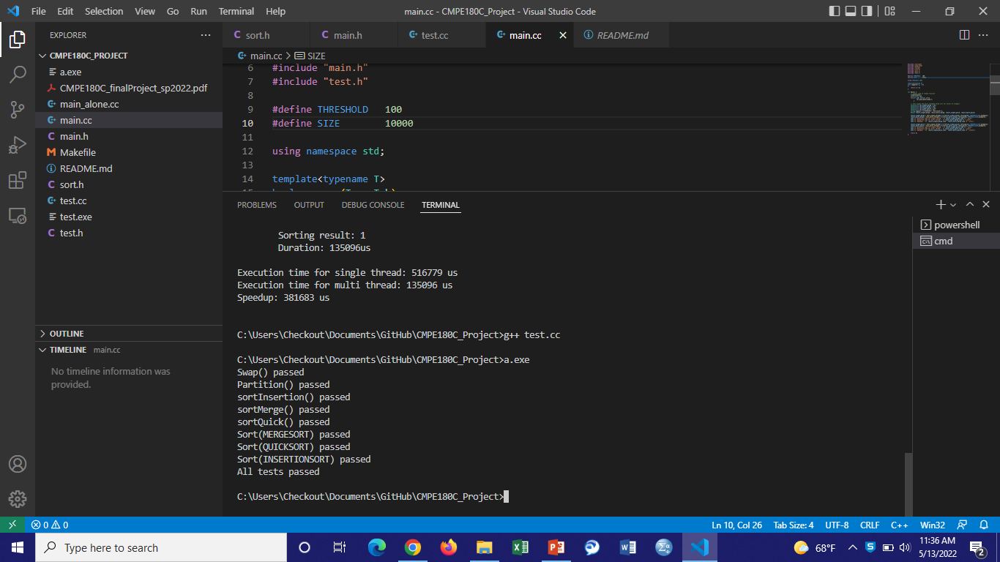 File Edit Selection View Go Run Terminal Help
main.cc - CMPE180C_Project - Visual Studio Code
EXPLORER
CMPE180C_PROJECT
a.exe
CMPE180C_finalProject_sp2022.pdf
main_alone.cc
main.cc
main.h
Makefile
README.md
sort.h
test.cc
test.exe
test.h
OUTLINE
TIMELINE main.cc
No timeline information was
provided.
sort.h main.h test.cc main.cc README.md
main.cc > SIZE
6 #include "main.h"
7 #include "test.h"
8
9 #define THRESHOLD 100
10 #define SIZE 10000
11
12 using namespace std;
13
14 template<typename T>
PROBLEMS OUTPUT DEBUG CONSOLE TERMINAL
Sorting result: 1
Duration: 135096us
Execution time for single thread: 516779 us
Execution time for multi thread: 135096 us
Speedup: 381683 us
C:\Users\Checkout\Documents\GitHub\CMPE180C_Project>g++ test.cc
C:\Users\Checkout\Documents\GitHub\CMPE180C_Project>a.exe
Swap() passed
Partition() passed
sortInsertion() passed
sortMerge() passed
sortQuick() passed
Sort(MERGESORT) passed
Sort(QUICKSORT) passed
Sort(INSERTIONSORT) passed
All tests passed
C:\Users\Checkout\Documents\GitHub\CMPE180C_Project>
powershell
cmd
0 0
Ln 10, Col 26 Tab Size: 4 UTF-8 CRLF C++ Win32
Type here to search
68°F
11:36 AM
5/13/2022
2